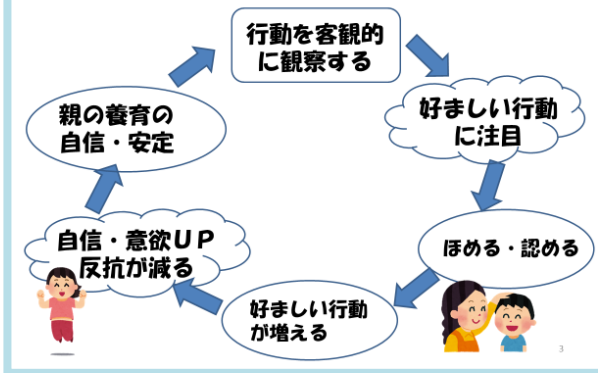 行動を客観的
に観察する
好ましい行動
に注目
ほめる・認める
好ましい行動
が増える
自信・意欲UP
反抗が減る
親の養育の
自信・安定
3